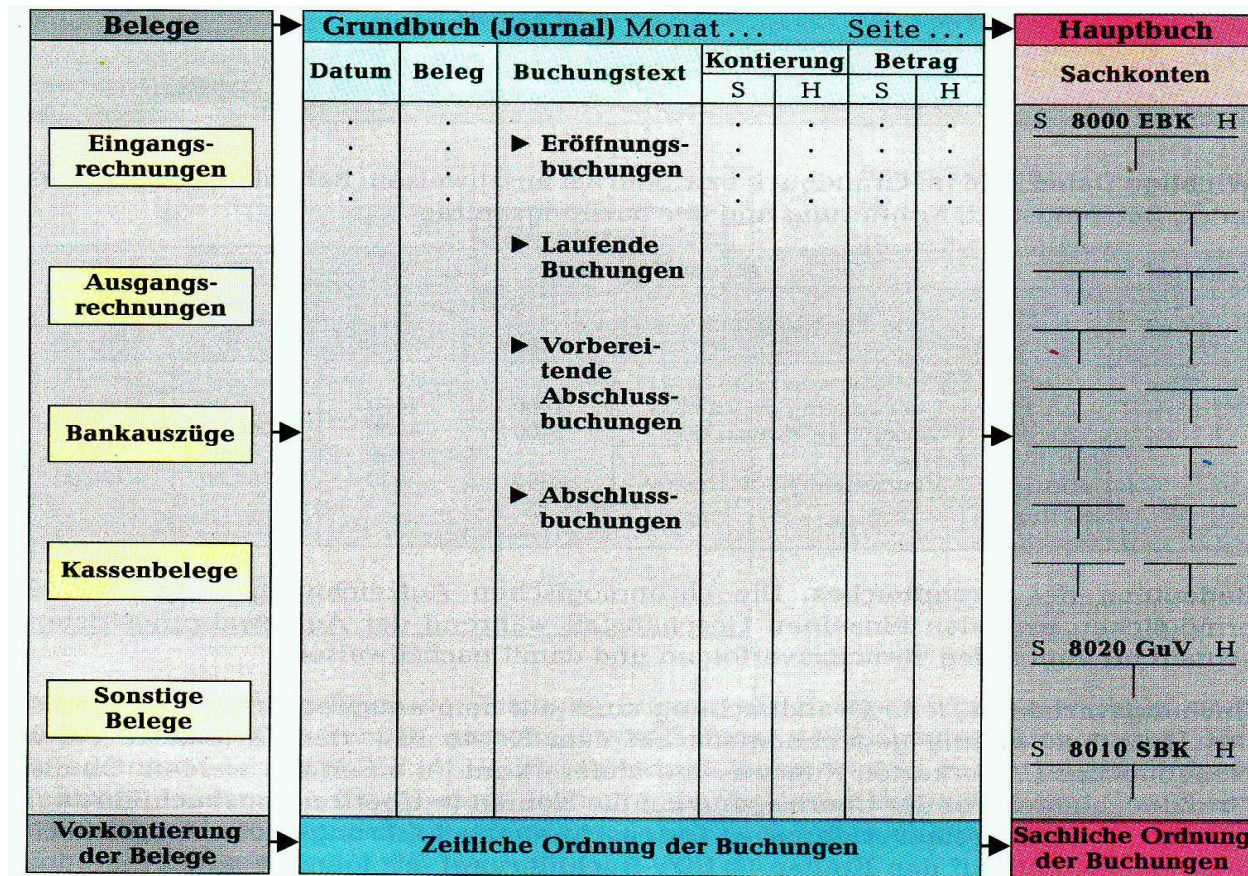 Belege
Eingangs-
rechnungen
Ausgangs-
rechnungen
Bankauszüge
Kassenbelege
Sonstige
Belege
Vorkontierung
der Belege
Grundbuch (Journal) Monat ... Seite ...
Datum Beleg Buchungstext Kontierung Betrag
S H S H
► Eröffnungs-
buchungen
► Laufende
Buchungen
► Vorberei-
tende
Abschluss-
buchungen
► Abschluss-
buchungen
Zeitliche Ordnung der Buchungen
Hauptbuch
Sachkonten
S 8000 EBK H
S 8020 GuV H
S 8010 SBK H
Sachliche Ordnung
der Buchungen